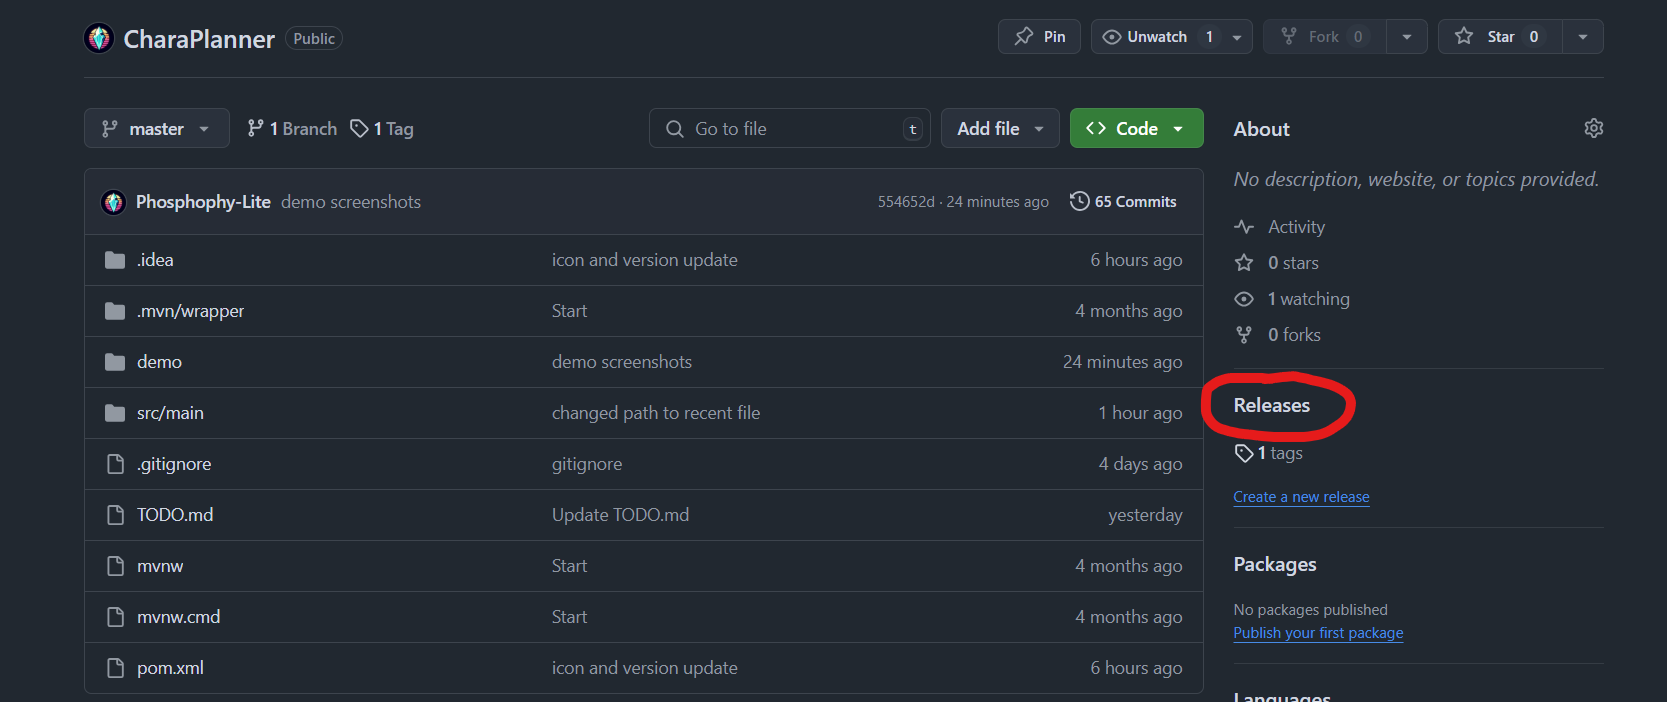 CharaPlanner Public Pin Unwatch 1 Fork 0 Star 0
master 1 Branch 1 Tag Go to file t Add file Code
Phosphophy-Lite demo screenshots 554652d · 24 minutes ago 65 Commits
.idea icon and version update 6 hours ago
.mvn/wrapper Start 4 months ago
demo demo screenshots 24 minutes ago
src/main changed path to recent file 1 hour ago
.gitignore gitignore 4 days ago
TODO.md Update TODO.md yesterday
mvnw Start 4 months ago
mvnw.cmd Start 4 months ago
pom.xml icon and version update 6 hours ago
About
No description, website, or topics provided.
Activity
0 stars
1 watching
0 forks
Releases
1 tags
Create a new release
Packages
No packages published
Publish your first package
Languages